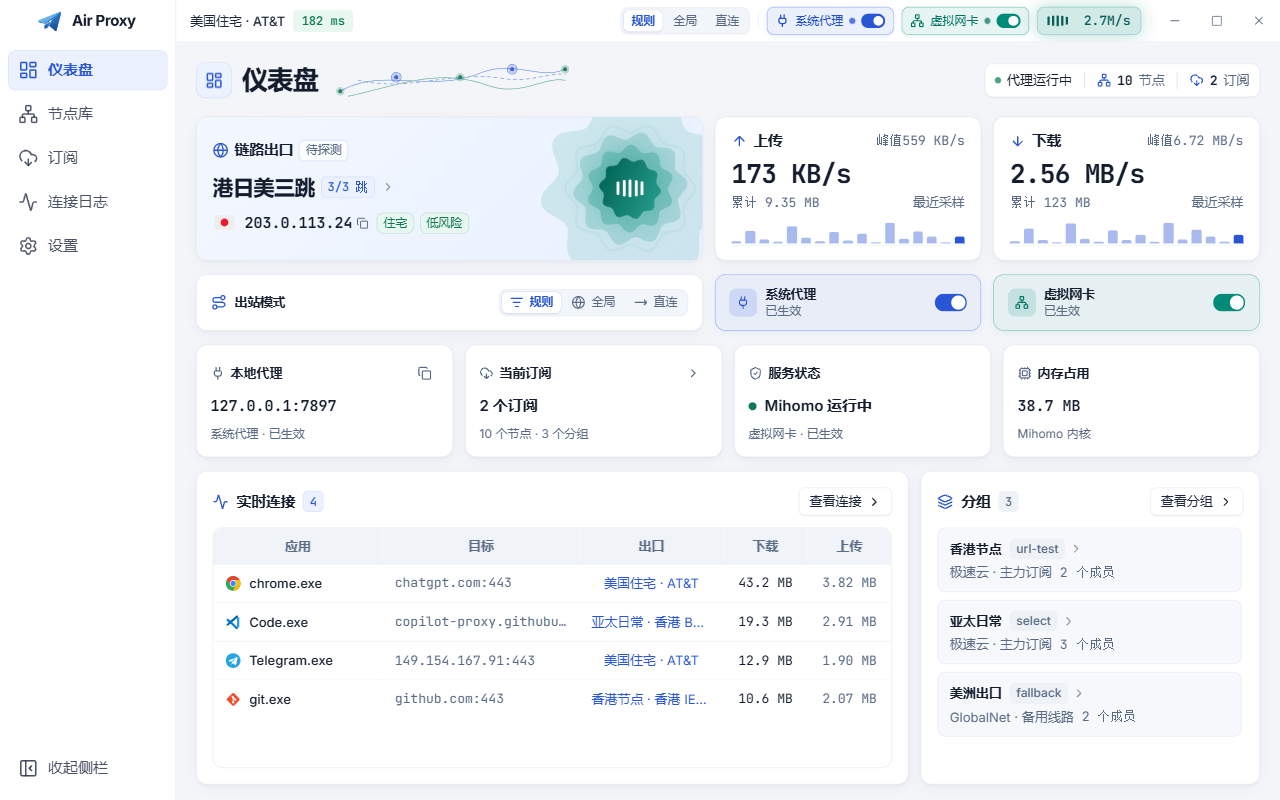 Air Proxy
美国住宅 · AT&T 182 ms
规则 全局 直连
系统代理
虚拟网卡
2.7M/s
仪表盘
节点库
订阅
连接日志
设置
收起侧栏
仪表盘
代理运行中 10 节点 2 订阅
链路出口 待探测
港日美三跳 3/3 跳
203.0.113.24 住宅 低风险
上传 峰值559 KB/s
173 KB/s
累计 9.35 MB 最近采样
下载 峰值6.72 MB/s
2.56 MB/s
累计 123 MB 最近采样
出站模式 规则 全局 直连
系统代理
已生效
虚拟网卡
已生效
本地代理
127.0.0.1:7897
系统代理 · 已生效
当前订阅
2 个订阅
10 个节点 · 3 个分组
服务状态
Mihomo 运行中
虚拟网卡 · 已生效
内存占用
38.7 MB
Mihomo 内核
实时连接 4 查看连接
应用 目标 出口 下载 上传
chrome.exe chatgpt.com:443 美国住宅 · AT&T 43.2 MB 3.82 MB
Code.exe copilot-proxy.githubu… 亚太日常 · 香港 B... 19.3 MB 2.91 MB
Telegram.exe 149.154.167.91:443 美国住宅 · AT&T 12.9 MB 1.90 MB
git.exe github.com:443 香港节点 · 香港 IE... 10.6 MB 2.07 MB
分组 3 查看分组
香港节点 url-test
极速云 · 主力订阅 2 个成员
亚太日常 select
极速云 · 主力订阅 3 个成员
美洲出口 fallback
GlobalNet · 备用线路 2 个成员